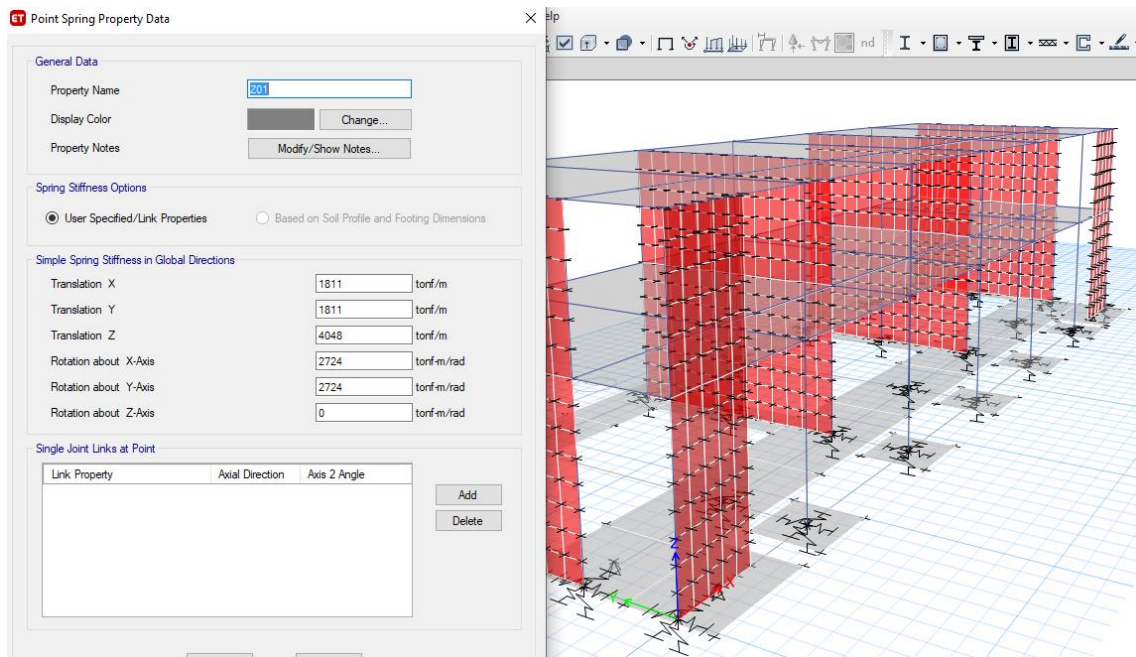 ET Point Spring Property Data
elp
nd
General Data
Property Name Z01
Display Color Change...
Property Notes Modify/Show Notes...
Spring Stiffness Options
User Specified/Link Properties Based on Soil Profile and Footing Dimensions
Simple Spring Stiffness in Global Directions
Translation X 1811 tonf/m
Translation Y 1811 tonf/m
Translation Z 4048 tonf/m
Rotation about X-Axis 2724 tonf-m/rad
Rotation about Y-Axis 2724 tonf-m/rad
Rotation about Z-Axis 0 tonf-m/rad
Single Joint Links at Point
Link Property Axial Direction Axis 2 Angle
Add
Delete
Z
X